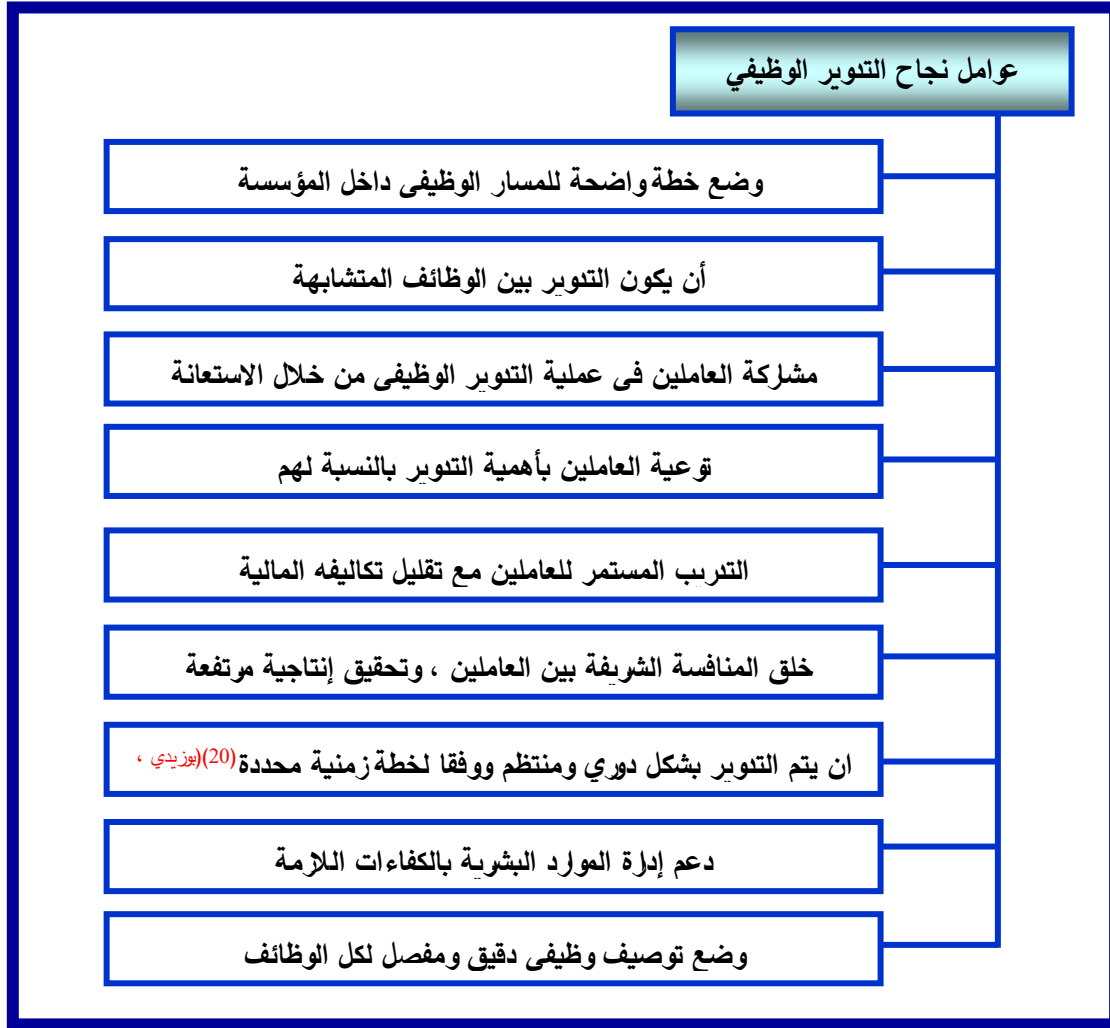 عوامل نجاح التدوير الوظيفي
وضع خطة واضحة للمسار الوظيفى داخل المؤسسة
أن يكون التدوير بين الوظائف المتشابهة
مشاركة العاملين فى عملية التدوير الوظيفى من خلال الاستعانة
توعية العاملين بأهمية التدوير بالنسبة لهم
التدريب المستمر للعاملين مع تقليل تكاليفه المالية
خلق المنافسة الشريفة بين العاملين ، وتحقيق إنتاجية مرتفعة
ان يتم التدوير بشكل دوري ومنتظم ووفقا لخطة زمنية محددة (20)(بوزيدي ،
دعم إدارة الموارد البشرية بالكفاءات اللازمة
وضع توصيف وظيفى دقيق ومفصل لكل الوظائف